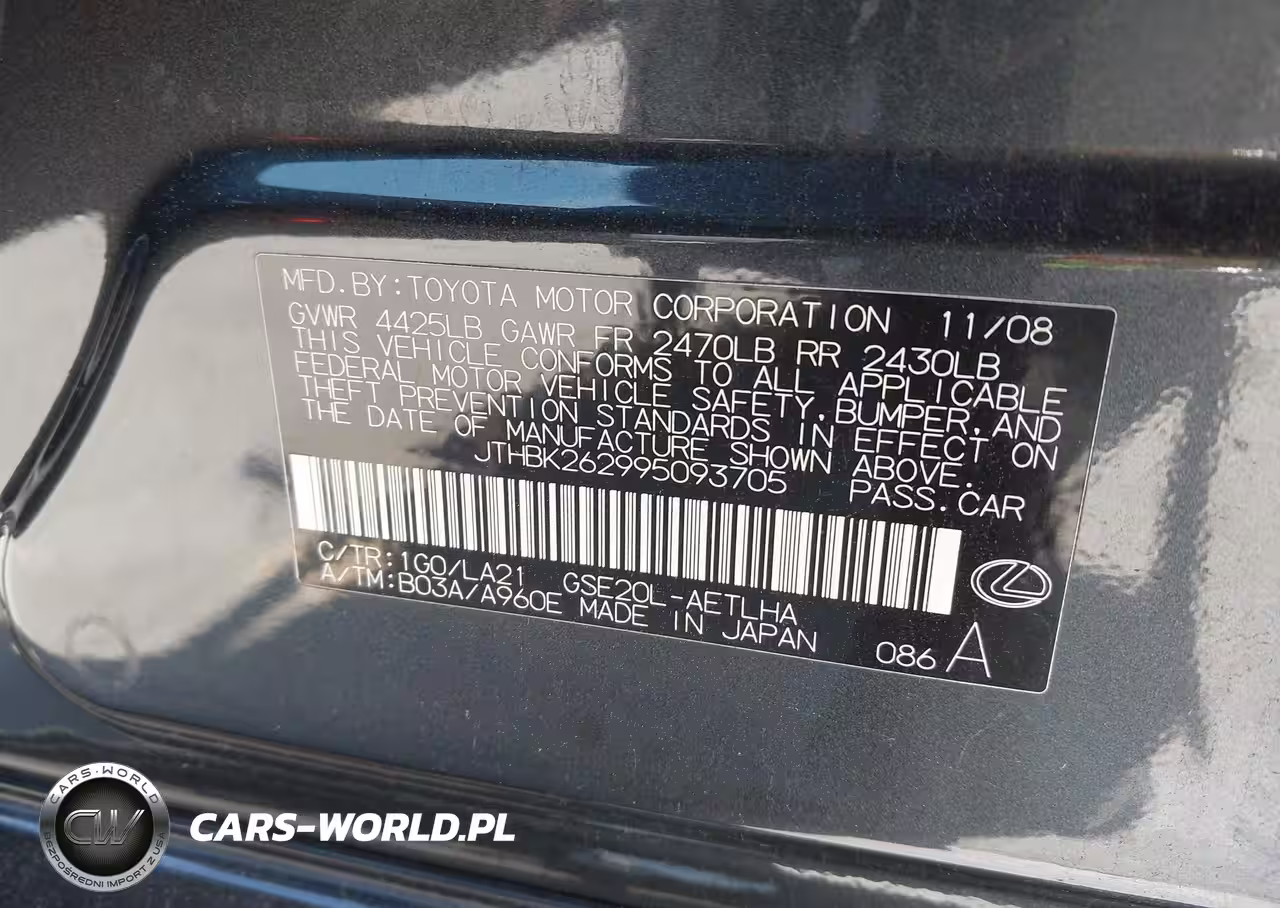 MFD.BY:TOYOTA MOTOR CORPORATION 11/08
GVWR 4425LB GAWR FR 2470LB RR 2430LB
THIS VEHICLE CONFORMS TO ALL APPLICABLE
FEDERAL MOTOR VEHICLE SAFETY,BUMPER,AND
THEFT PREVENTION STANDARDS IN EFFECT ON
THE DATE OF MANUFACTURE SHOWN ABOVE.
JTHBK262995093705 PASS.CAR
C/TR:1G0/LA21 GSE20L-AETLHA
A/TM:B03A/A960E MADE IN JAPAN
086 A
CARS-WORLD
CW
BEZPOŚREDNI IMPORT Z USA
CARS-WORLD.PL